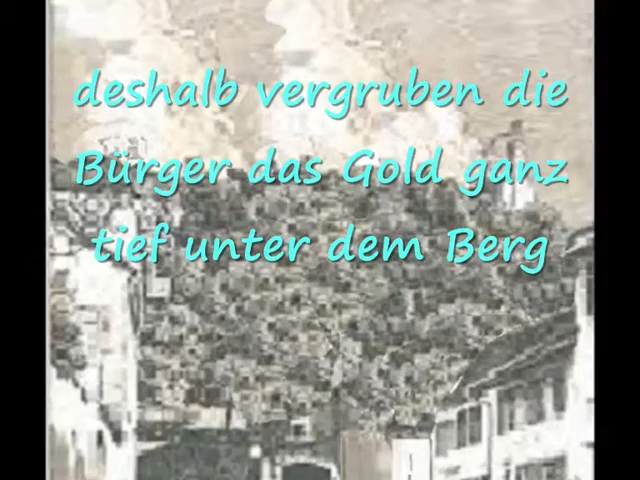 deshalb vergruben die
Bürger das Gold ganz
tief unter dem Berg